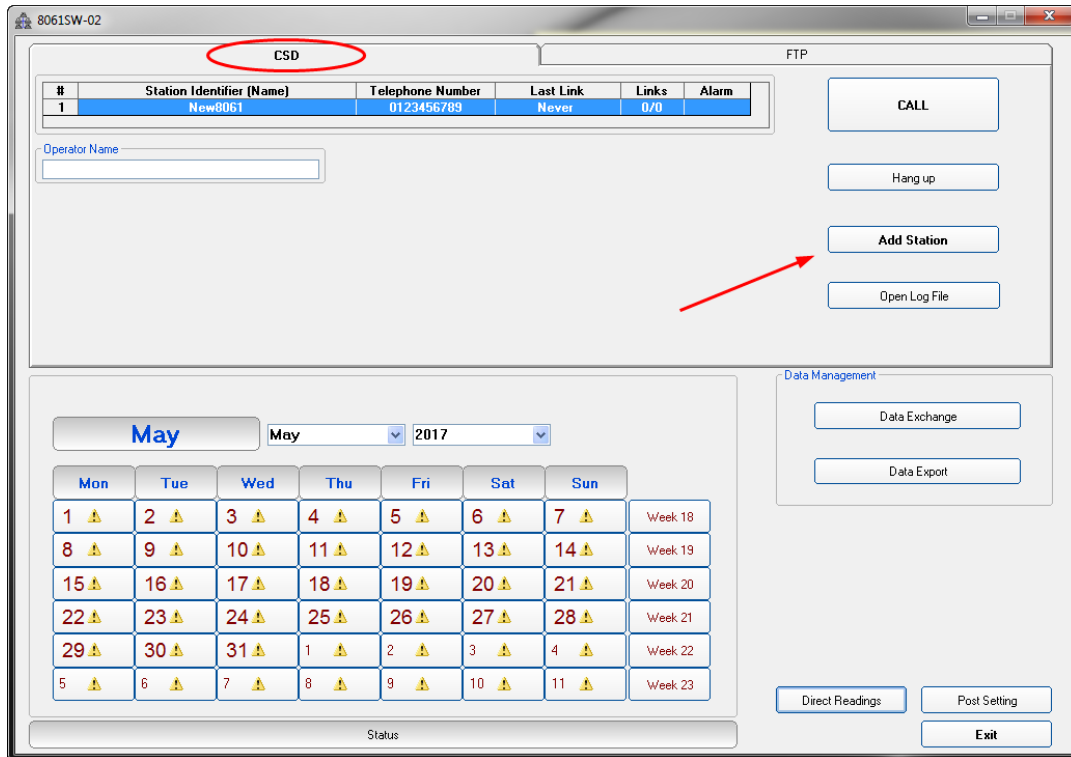 8061SW-02
CSD
FTP
# Station Identifier (Name) Telephone Number Last Link Links Alarm
1 New8061 0123456789 Never 0/0
CALL
Operator Name
Hang up
Add Station
Open Log File
Data Management
May May 2017
Data Exchange
Data Export
Mon Tue Wed Thu Fri Sat Sun
1 2 3 4 5 6 7 Week 18
8 9 10 11 12 13 14 Week 19
15 16 17 18 19 20 21 Week 20
22 23 24 25 26 27 28 Week 21
29 30 31 1 2 3 4 Week 22
5 6 7 8 9 10 11 Week 23
Direct Readings Post Setting
Status
Exit